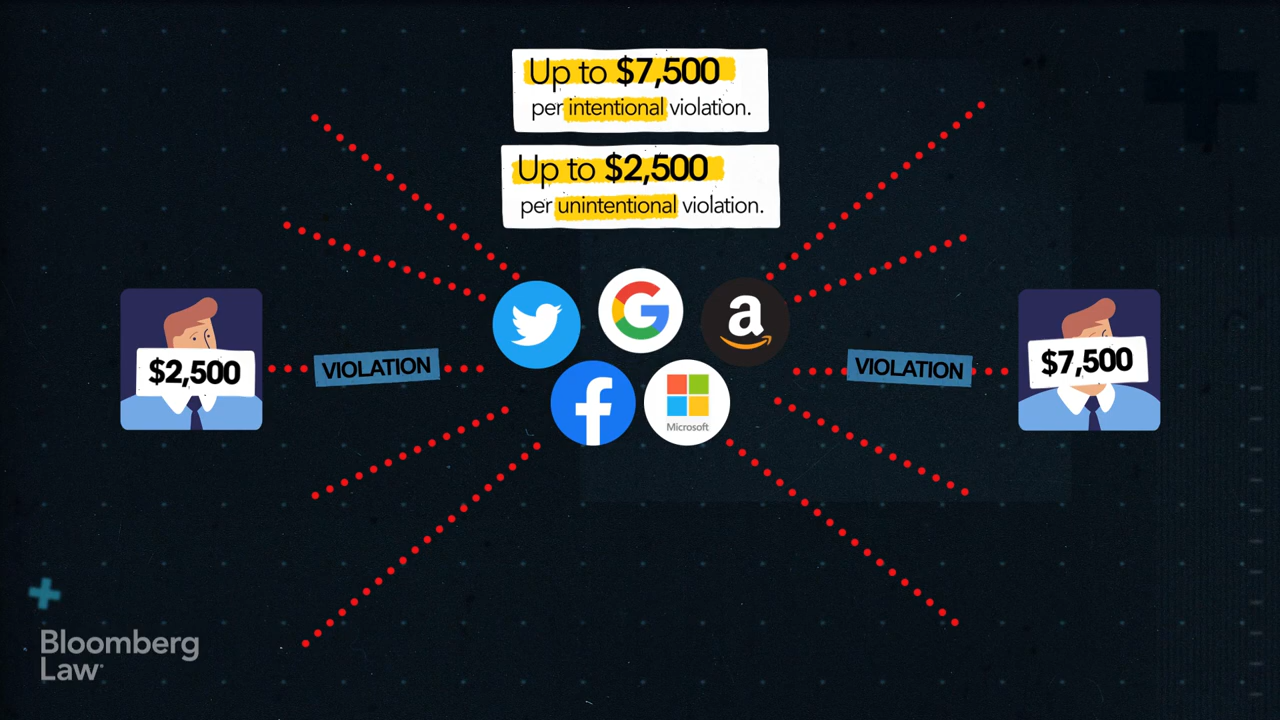 Up to $7,500
per intentional violation.
Up to $2,500
per unintentional violation.
a
Microsoft
$2,500
VIOLATION
VIOLATION
$7,500
Bloomberg
Law